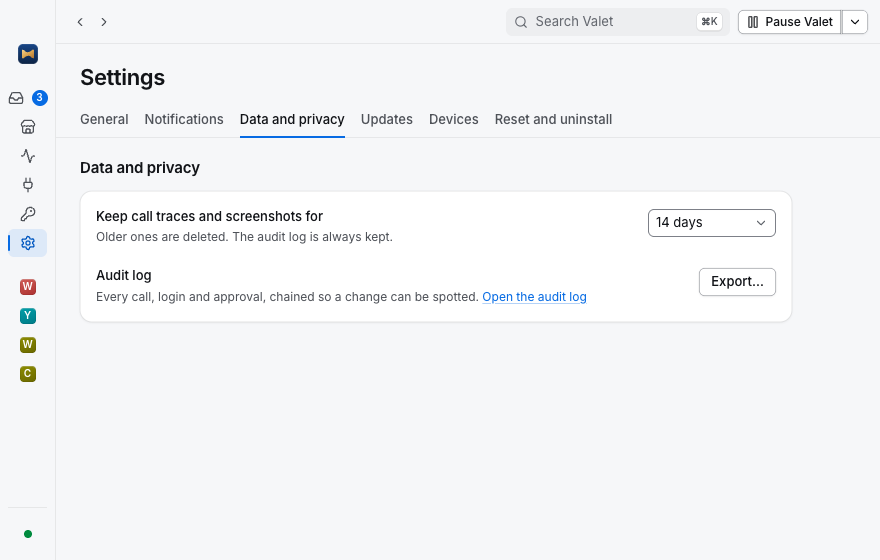 Search Valet
⌘K
Pause Valet
3
W
Y
W
C
Settings
General Notifications Data and privacy Updates Devices Reset and uninstall
Data and privacy
Keep call traces and screenshots for
Older ones are deleted. The audit log is always kept.
14 days
Audit log
Every call, login and approval, chained so a change can be spotted. Open the audit log
Export...